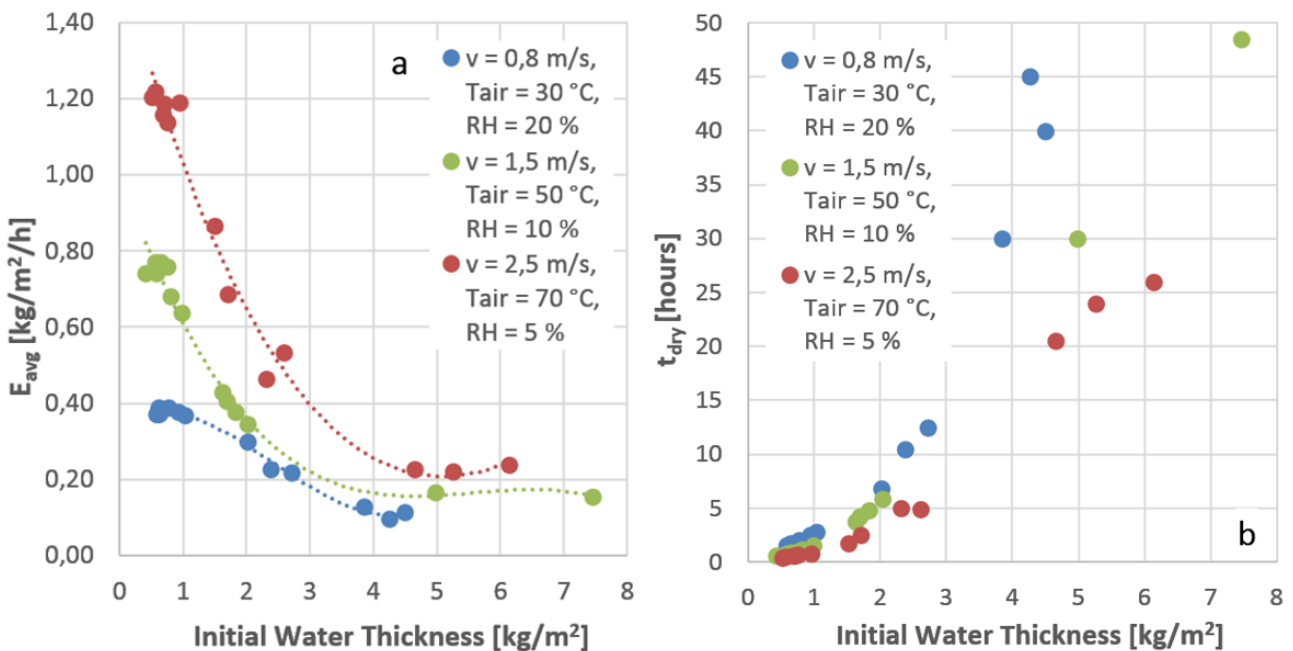 1,40
1,20
1,00
0,80
0,60
0,40
0,20
0,00
E_avg [kg/m²/h]
a
v = 0,8 m/s,
Tair = 30 °C,
RH = 20 %
v = 1,5 m/s,
Tair = 50 °C,
RH = 10 %
v = 2,5 m/s,
Tair = 70 °C,
RH = 5 %
0 1 2 3 4 5 6 7 8
Initial Water Thickness [kg/m²]
50
45
40
35
30
25
20
15
10
5
0
t_dry [hours]
v = 0,8 m/s,
Tair = 30 °C,
RH = 20 %
v = 1,5 m/s,
Tair = 50 °C,
RH = 10 %
v = 2,5 m/s,
Tair = 70 °C,
RH = 5 %
b
0 1 2 3 4 5 6 7 8
Initial Water Thickness [kg/m²]